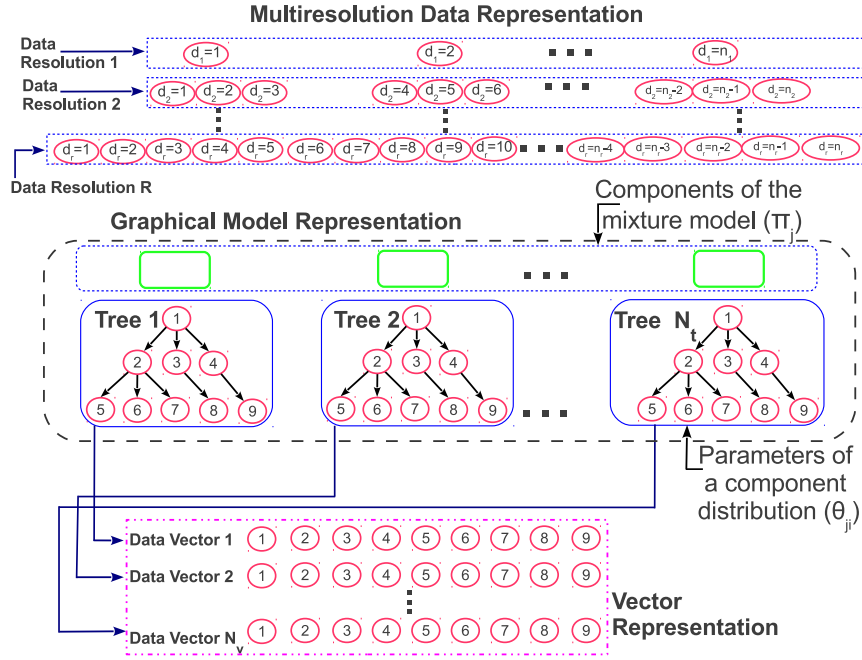 Multiresolution Data Representation
Data Resolution 1
d₁=1 d₁=2 d₁=n₁
Data Resolution 2
d₂=1 d₂=2 d₂=3 d₂=4 d₂=5 d₂=6 d₂=n₂-2 d₂=n₂-1 d₂=n₂
dᵣ=1 dᵣ=2 dᵣ=3 dᵣ=4 dᵣ=5 dᵣ=6 dᵣ=7 dᵣ=8 dᵣ=9 dᵣ=10 dᵣ=nᵣ-4 dᵣ=nᵣ-3 dᵣ=nᵣ-2 dᵣ=nᵣ-1 dᵣ=nᵣ
Data Resolution R
Components of the
mixture model (π_j)
Graphical Model Representation
Tree 1 1
2 3 4
5 6 7 8 9
Tree 2 1
2 3 4
5 6 7 8 9
Tree N_t 1
2 3 4
5 6 7 8 9
Parameters of
a component
distribution (θ_ji)
Data Vector 1 1 2 3 4 5 6 7 8 9
Data Vector 2 1 2 3 4 5 6 7 8 9
Data Vector N_v 1 2 3 4 5 6 7 8 9
Vector
Representation